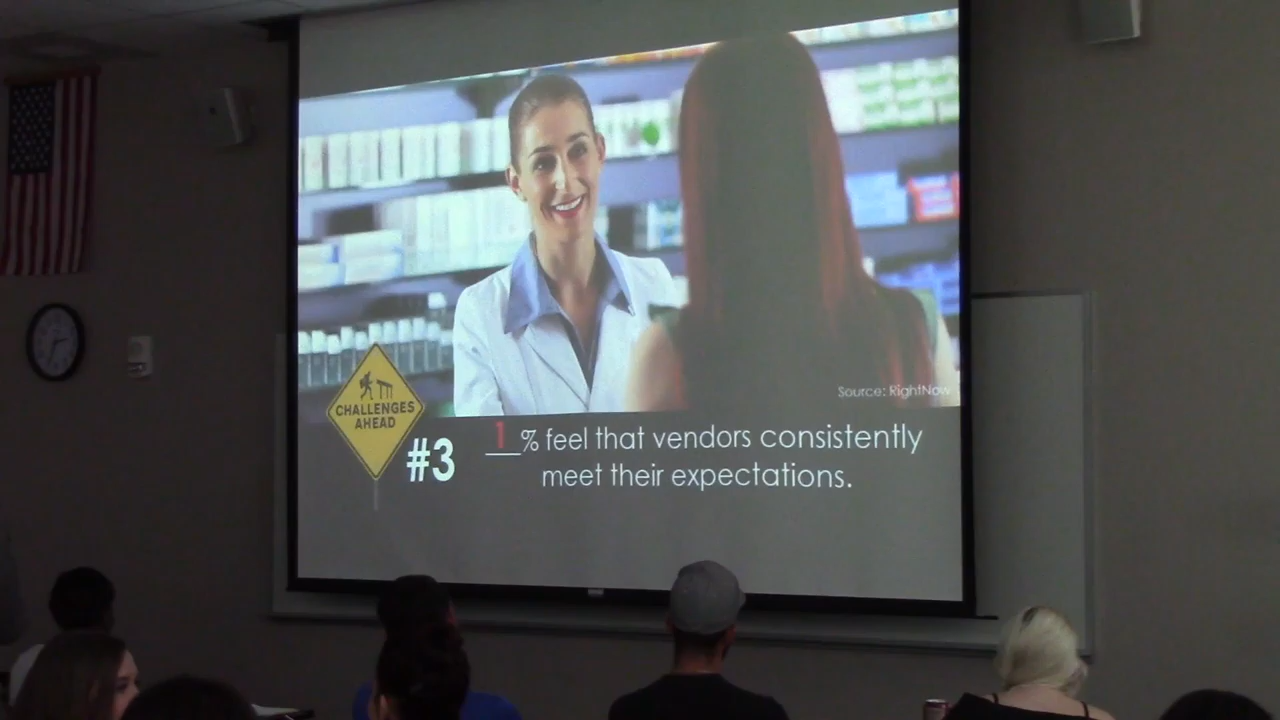 Source: RightNow
CHALLENGES
AHEAD
#3
1 % feel that vendors consistently
meet their expectations.